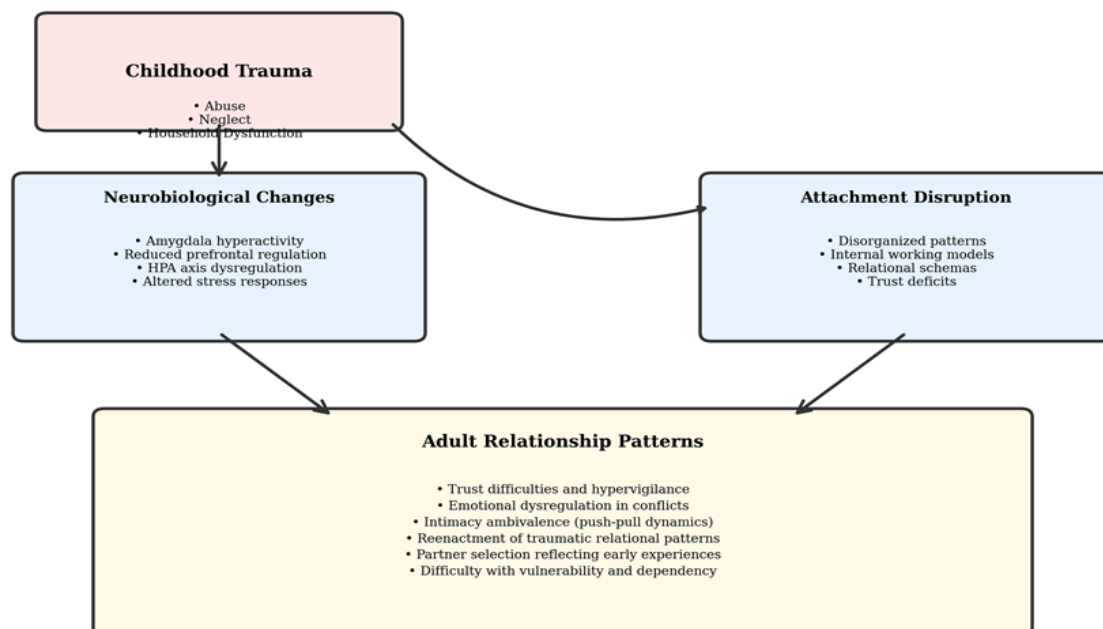 Childhood Trauma
• Abuse
• Neglect
• Household Dysfunction
Neurobiological Changes
• Amygdala hyperactivity
• Reduced prefrontal regulation
• HPA axis dysregulation
• Altered stress responses
Attachment Disruption
• Disorganized patterns
• Internal working models
• Relational schemas
• Trust deficits
Adult Relationship Patterns
• Trust difficulties and hypervigilance
• Emotional dysregulation in conflicts
• Intimacy ambivalence (push-pull dynamics)
• Reenactment of traumatic relational patterns
• Partner selection reflecting early experiences
• Difficulty with vulnerability and dependency